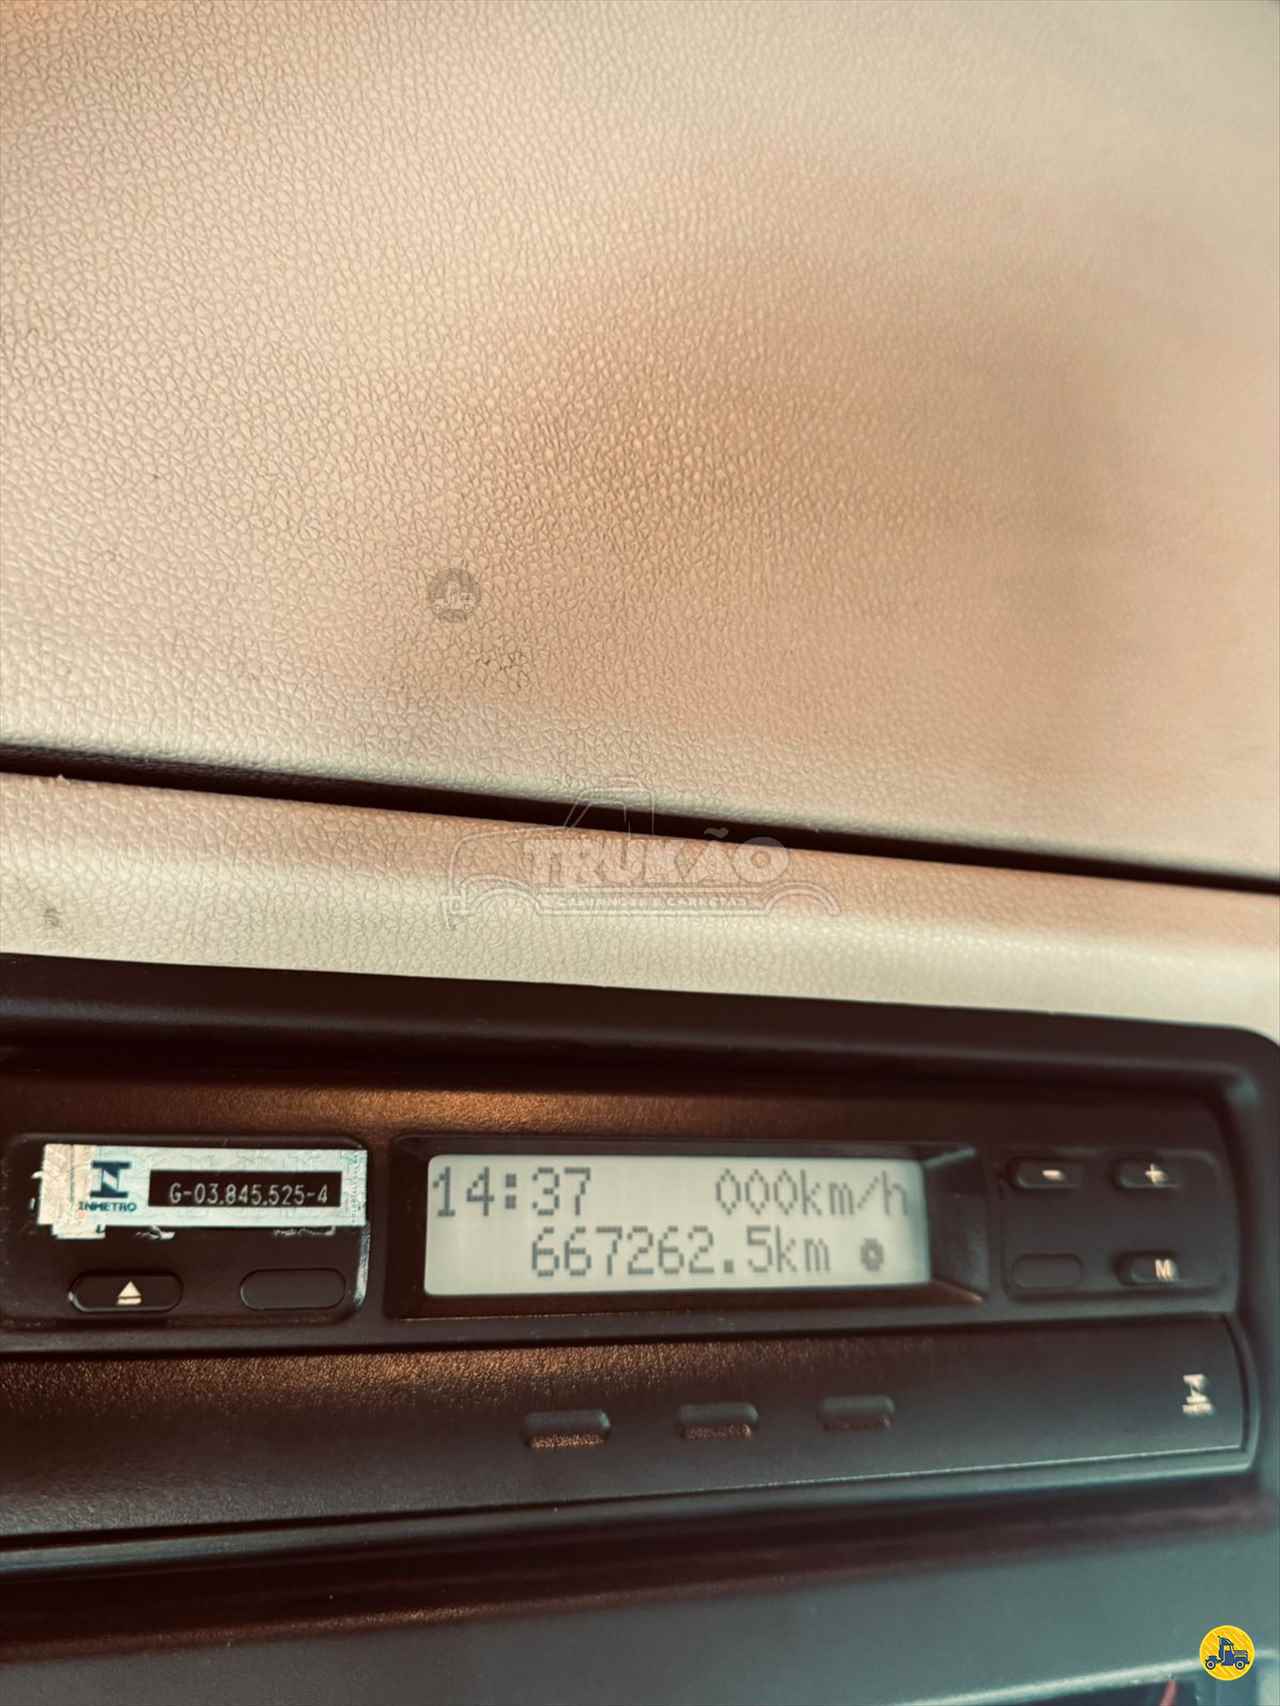 TRUKÃO
CAMINHÕES E CARRETAS
INMETRO
G-03.845.525-4
14:37 000km/h
667262.5km
- +
M